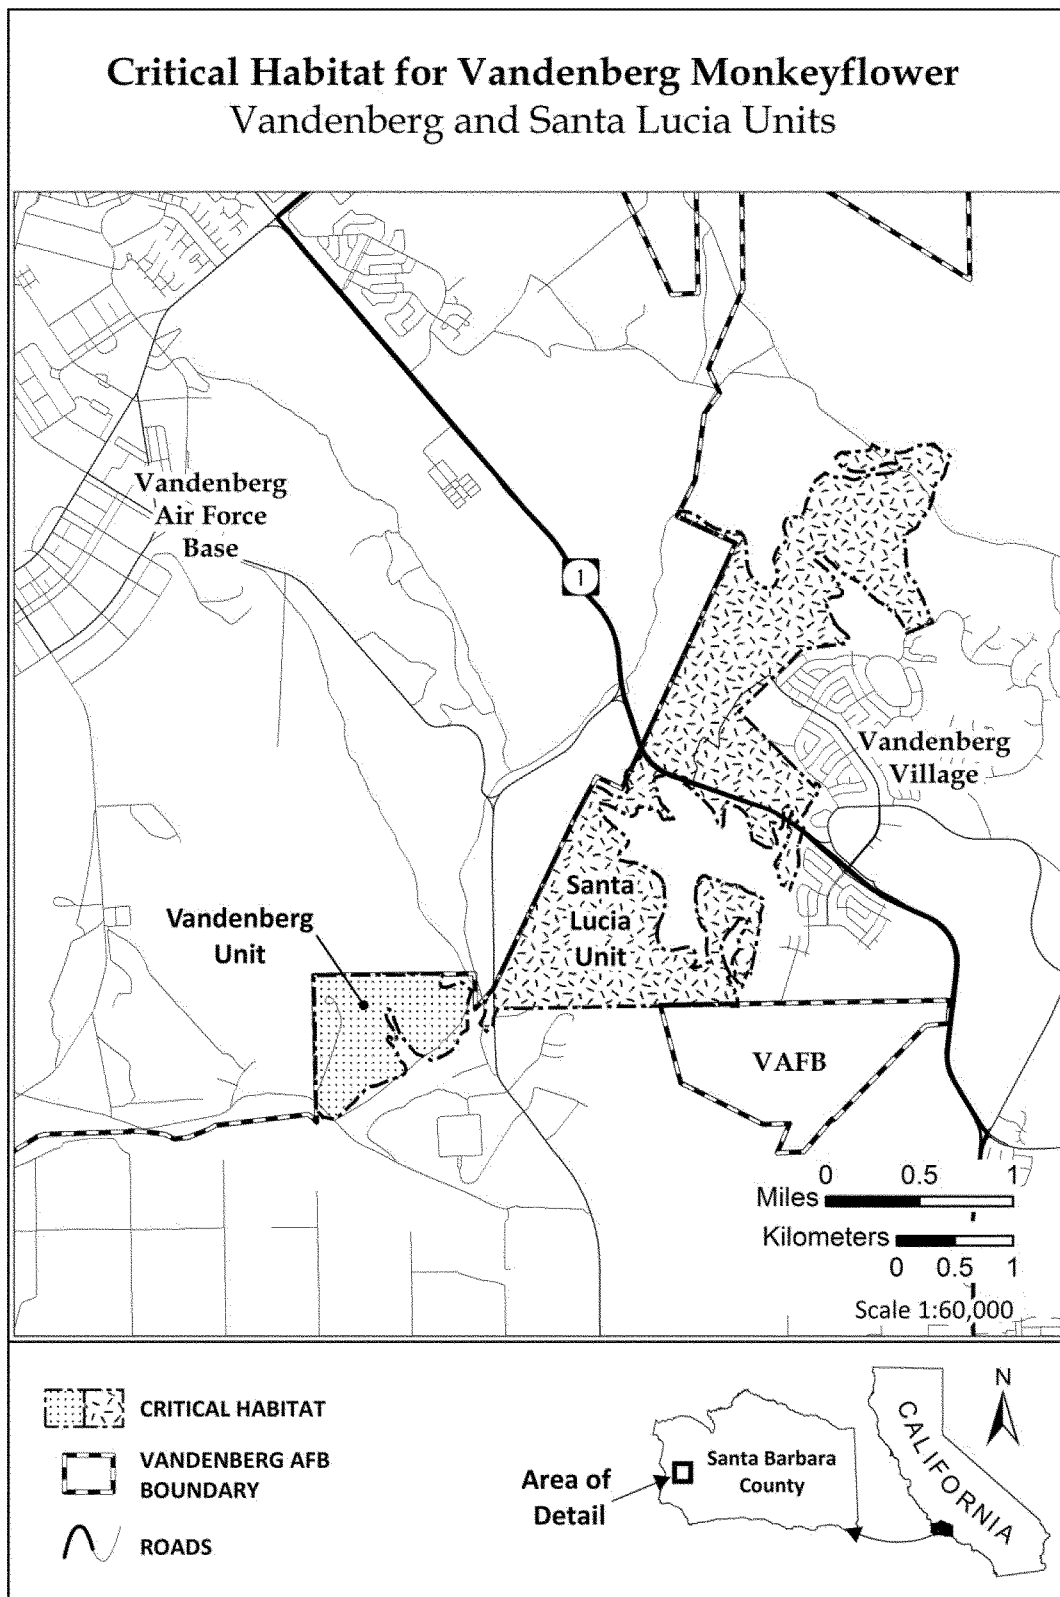 Critical Habitat for Vandenberg Monkeyflower
Vandenberg and Santa Lucia Units
Vandenberg
Air Force
Base
1
Vandenberg
Village
Santa
Lucia
Unit
Vandenberg
Unit
VAFB
0 0.5 1
Miles
Kilometers
0 0.5 1
Scale 1:60,000
CRITICAL HABITAT
VANDENBERG AFB
BOUNDARY
ROADS
Area of
Detail
Santa Barbara
County
CALIFORNIA
N